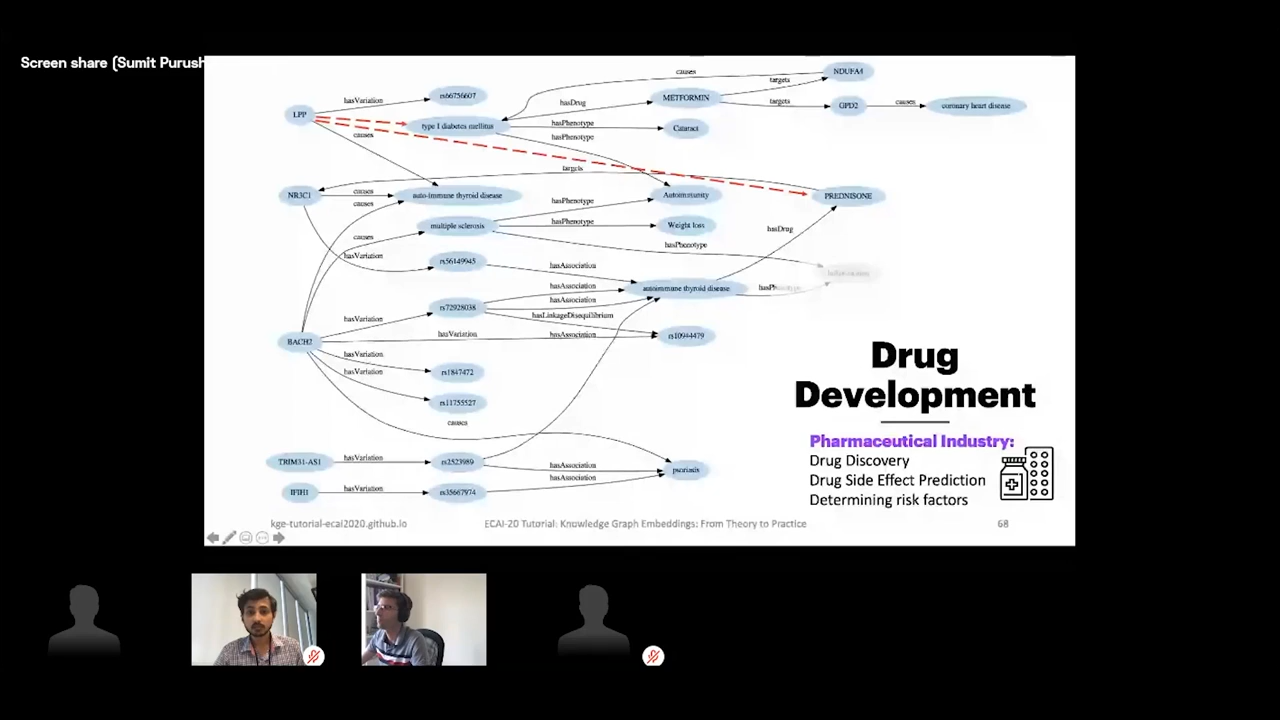 Screen share (Sumit Purush
causes
NDUFA4
targets
rs66756607
hasVariation
METFORMIN
hasDrug
targets
GPD2
causes
coronary heart disease
LPP
type I diabetes mellitus
hasPhenotype
Cataract
causes
hasPhenotype
targets
NR3C1
causes
auto-immune thyroid disease
Autoimmunity
PREDNISONE
causes
hasPhenotype
multiple sclerosis
hasPhenotype
Weight loss
hasDrug
causes
hasPhenotype
hasVariation
rs56149945
hasAssociation
hasAssociation
autoimmune thyroid disease
hasAssociation
rs72928038
hasLinkageDisequilibrium
hasVariation
hasVariation
hasAssociation
rs10944479
BACH2
hasVariation
rs1847472
hasVariation
rs11755527
causes
TRIM31-AS1
hasVariation
rs2523989
hasAssociation
psoriasis
hasAssociation
IFIH1
hasVariation
rs35667974
Drug
Development
Pharmaceutical Industry:
Drug Discovery
Drug Side Effect Prediction
Determining risk factors
kge-tutorial-ecai2020.github.io
ECAI-20 Tutorial: Knowledge Graph Embeddings: From Theory to Practice
68